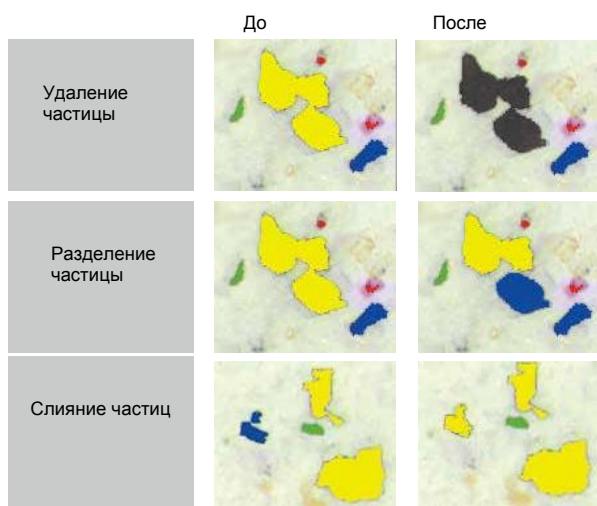 До После
Удаление
частицы
Разделение
частицы
Слияние частиц